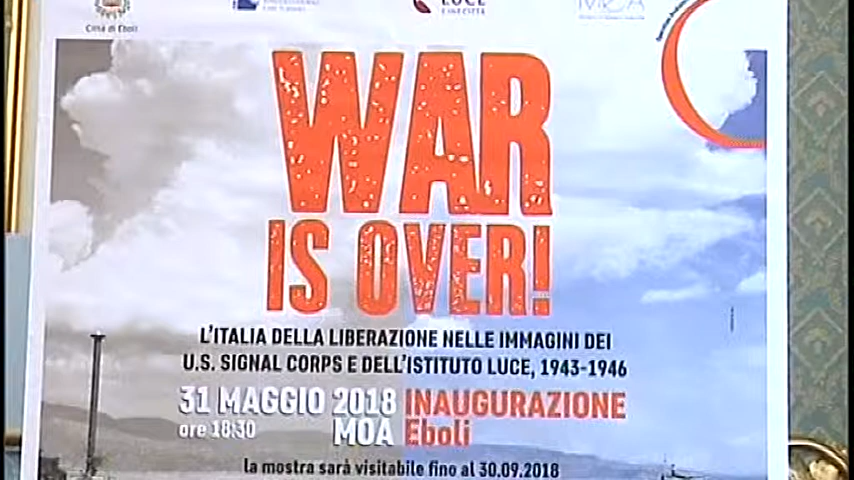 Città di Eboli
LUCE
CINECITTÀ
MOA
WAR
IS OVER!
L'ITALIA DELLA LIBERAZIONE NELLE IMMAGINI DEI
U.S. SIGNAL CORPS E DELL'ISTITUTO LUCE, 1943-1946
31 MAGGIO 2018 INAUGURAZIONE
ore 18:30 MOA Eboli
la mostra sarà visitabile fino al 30.09.2018